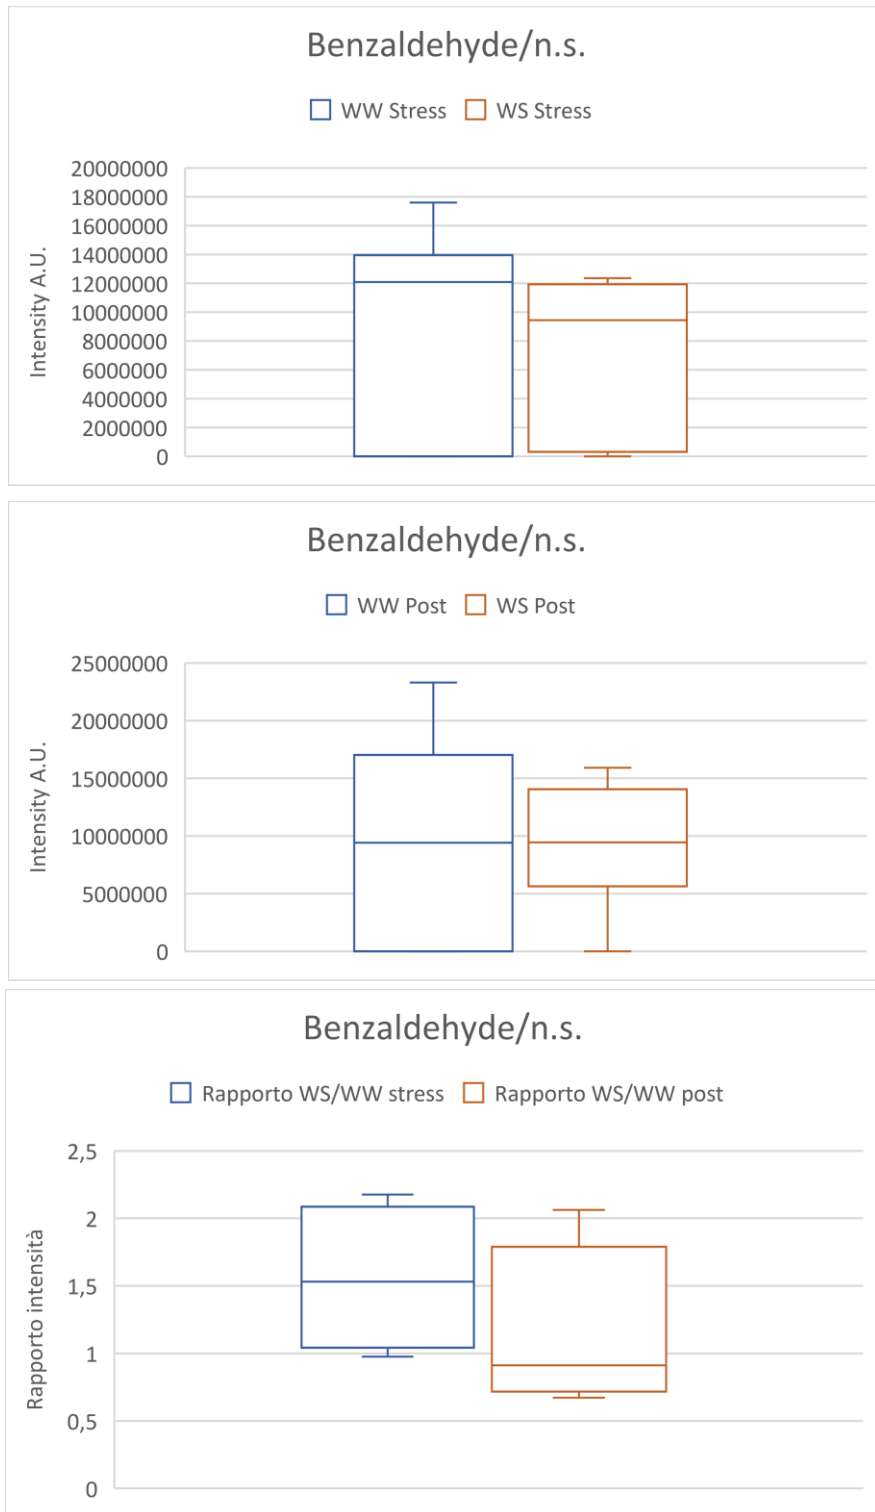 Benzaldehyde/n.s.
WW Stress WS Stress
Intensity A.U.
20000000
18000000
16000000
14000000
12000000
10000000
8000000
6000000
4000000
2000000
0
Benzaldehyde/n.s.
WW Post WS Post
Intensity A.U.
25000000
20000000
15000000
10000000
5000000
0
Benzaldehyde/n.s.
Rapporto WS/WW stress Rapporto WS/WW post
Rapporto intensità
2,5
2
1,5
1
0,5
0